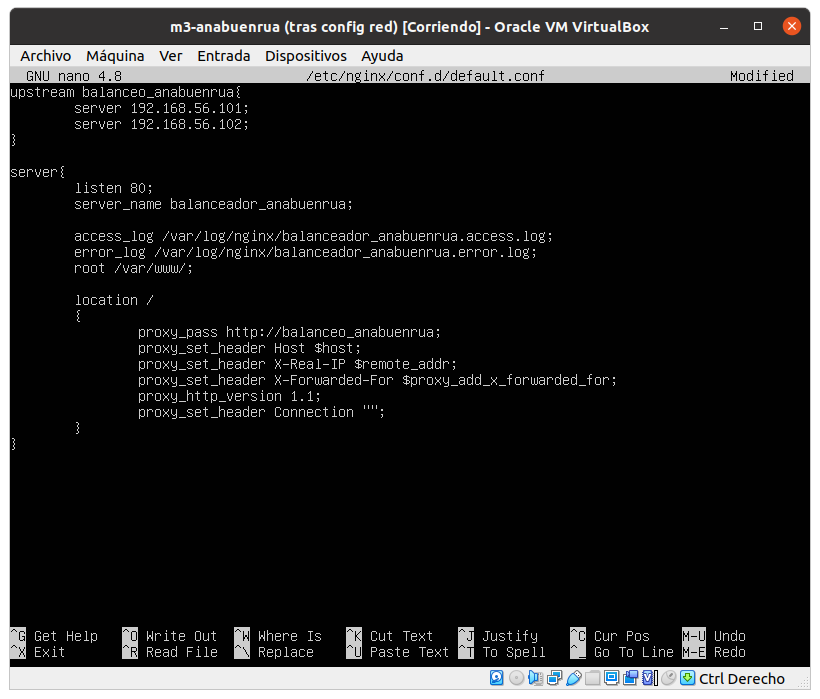 m3-anabuenrua (tras config red) [Corriendo] - Oracle VM VirtualBox
Archivo Máquina Ver Entrada Dispositivos Ayuda
GNU nano 4.8 /etc/nginx/conf.d/default.conf Modified
upstream balanceo_anabuenrua{
server 192.168.56.101;
server 192.168.56.102;
}
server{
listen 80;
server_name balanceador_anabuenrua;
access_log /var/log/nginx/balanceador_anabuenrua.access.log;
error_log /var/log/nginx/balanceador_anabuenrua.error.log;
root /var/www/;
location /
{
proxy_pass http://balanceo_anabuenrua;
proxy_set_header Host $host;
proxy_set_header X-Real-IP $remote_addr;
proxy_set_header X-Forwarded-For $proxy_add_x_forwarded_for;
proxy_http_version 1.1;
proxy_set_header Connection "";
}
}
^G Get Help ^O Write Out ^W Where Is ^K Cut Text ^J Justify ^C Cur Pos M-U Undo
^X Exit ^R Read File ^\ Replace ^U Paste Text ^T To Spell ^_ Go To Line M-E Redo
Ctrl Derecho